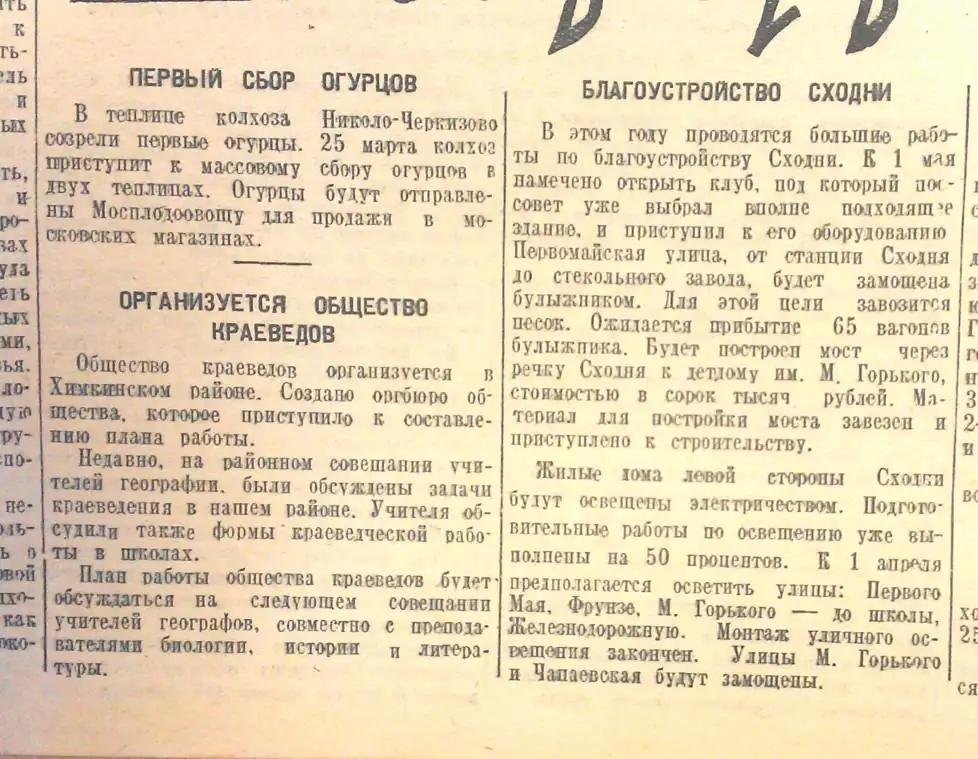 ПЕРВЫЙ СБОР ОГУРЦОВ
В теплице колхоза Николо-Черкизово
созрели первые огурцы. 25 марта колхоз
приступит к массовому сбору огурцов в
двух теплицах. Огурцы будут отправле-
ны Мосплодоовощу для продажи в мо-
сковских магазинах.
ОРГАНИЗУЕТСЯ ОБЩЕСТВО
КРАЕВЕДОВ
Общество краеведов организуется в
Химкинском районе. Создано оргбюро об-
щества, которое приступило к составле-
нию плана работы.
Недавно, на районном совещании учи-
телей географии, были обсуждены задачи
краеведения в нашем районе. Учителя об-
судили также формы краеведческой рабо-
ты в школах.
План работы общества краеведов будет
обсуждаться на следующем совещании
учителей географов, совместно с препода-
вателями биологии, истории и литера-
туры.
БЛАГОУСТРОЙСТВО СХОДНИ
В этом году проводятся большие рабо-
ты по благоустройству Сходни. К 1 мая
намечено открыть клуб, под который пос-
совет уже выбрал вполне подходящее
здание, и приступил к его оборудованию
Первомайская улица, от станции Сходня
до стекольного завода, будет замощена
булыжником. Для этой цели завозится
песок. Ожидается прибытие 65 вагонов
булыжника. Будет построен мост через
речку Сходня к детдому им. М. Горького,
стоимостью в сорок тысяч рублей. Ма-
териал для постройки моста завезен и
приступлено к строительству.
Жилые дома левой стороны Сходни
будут освещены электричеством. Подгото-
вительные работы по освещению уже вы-
полнены на 50 процентов. К 1 апреля
предполагается осветить улицы: Первого
Мая, Фрунзе, М. Горького — до школы,
Железнодорожную. Монтаж уличного ос-
вещения закончен. Улицы М. Горького
и Чапаевская будут замощены.